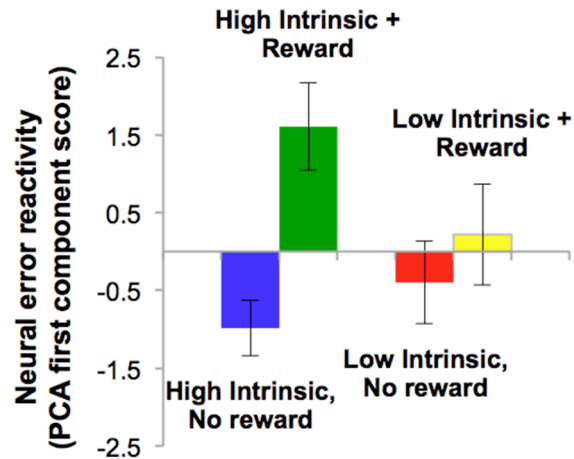 High Intrinsic +
Reward
Low Intrinsic +
Reward
Neural error reactivity
(PCA first component score)
2.5
1.5
0.5
-0.5
-1.5
-2.5
High Intrinsic,
No reward
Low Intrinsic,
No reward